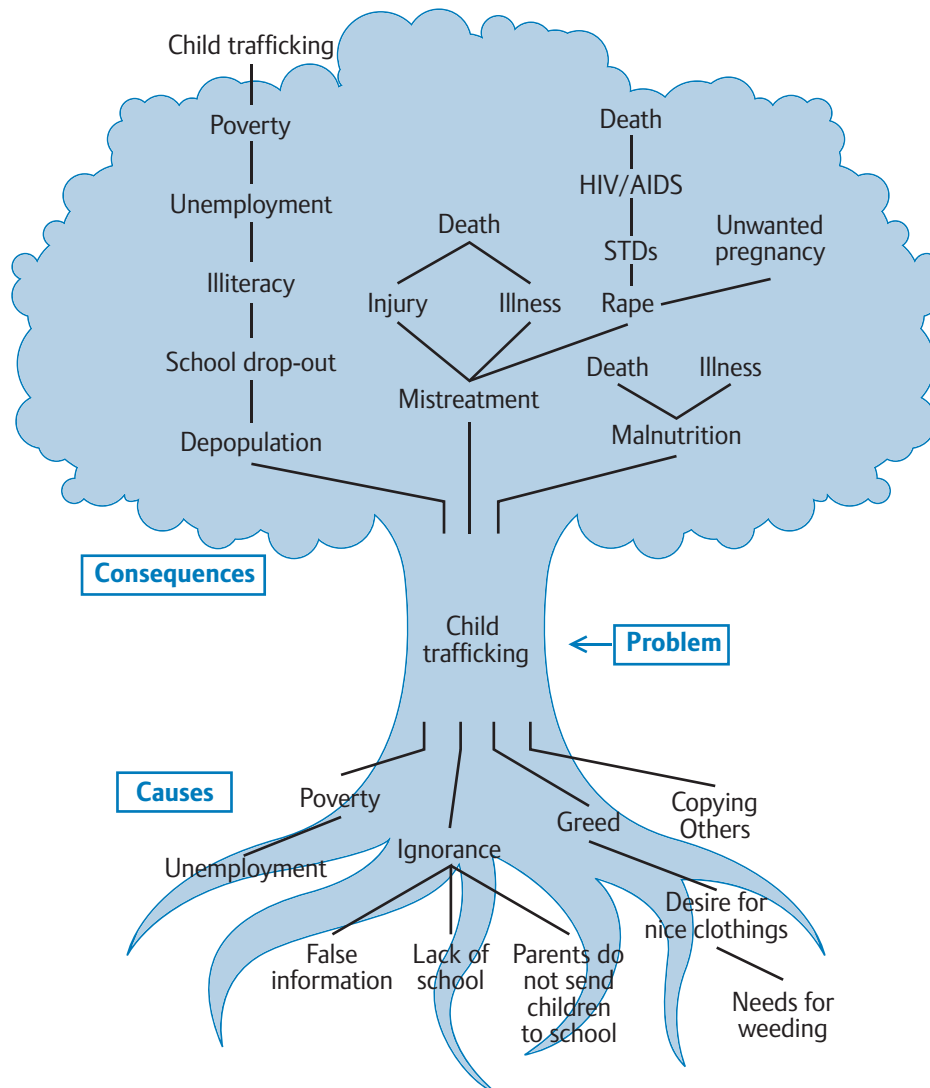 Child trafficking
Poverty
Unemployment
Illiteracy
School drop-out
Depopulation
Death
Injury
Illness
Mistreatment
Death
HIV/AIDS
STDs
Rape
Unwanted
pregnancy
Death
Illness
Malnutrition
Consequences
Child
trafficking
Problem
Causes
Poverty
Unemployment
Ignorance
False
information
Lack of
school
Parents do
not send
children
to school
Greed
Copying
Others
Desire for
nice clothings
Needs for
weeding